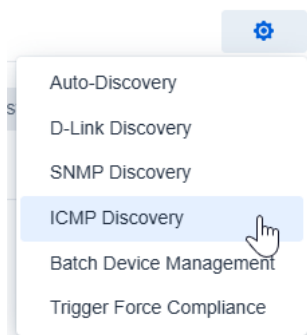 Auto-Discovery
D-Link Discovery
SNMP Discovery
ICMP Discovery
Batch Device Management
Trigger Force Compliance